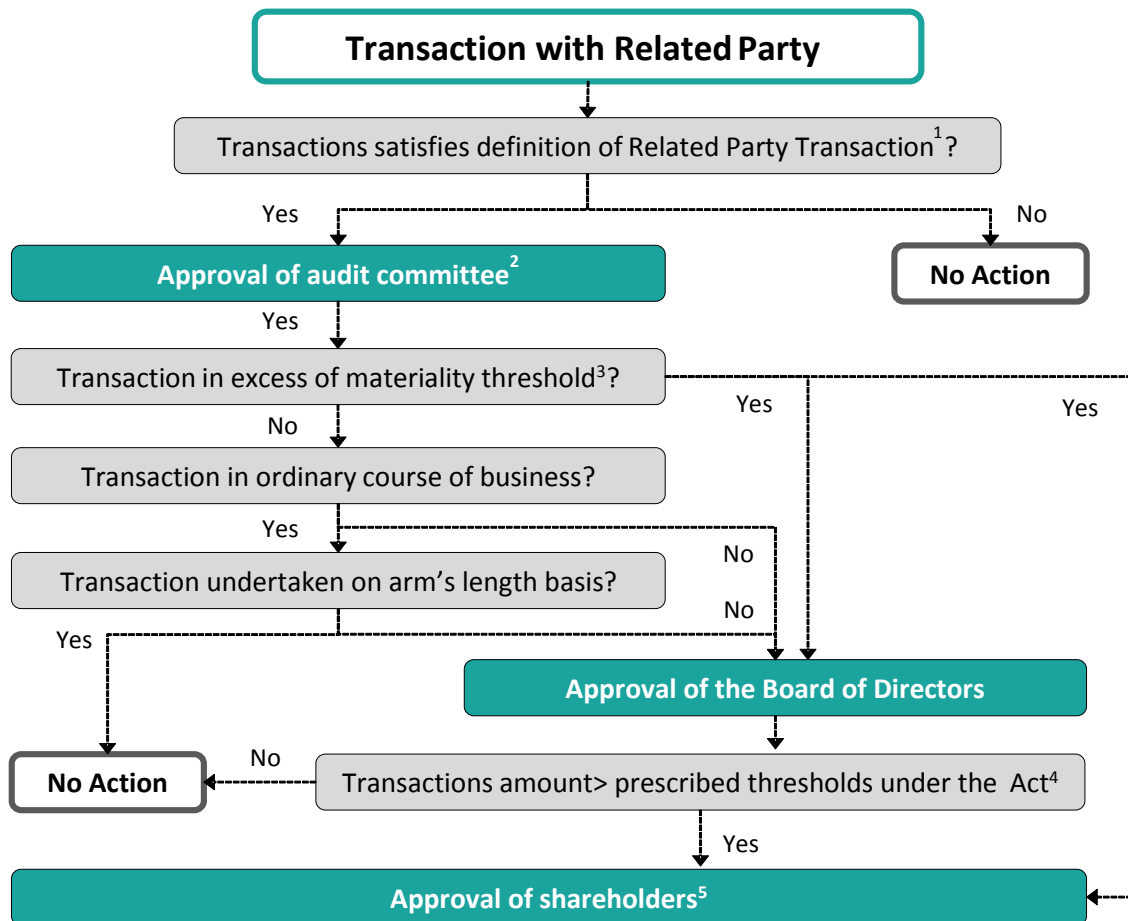 Transaction with Related Party
Transactions satisfies definition of Related Party Transaction¹?
Yes
No
Approval of audit committee²
No Action
Yes
Transaction in excess of materiality threshold³?
Yes
Yes
No
Transaction in ordinary course of business?
Yes
No
Transaction undertaken on arm's length basis?
No
Yes
Approval of the Board of Directors
No
No Action
Transactions amount> prescribed thresholds under the Act⁴
Yes
Approval of shareholders⁵